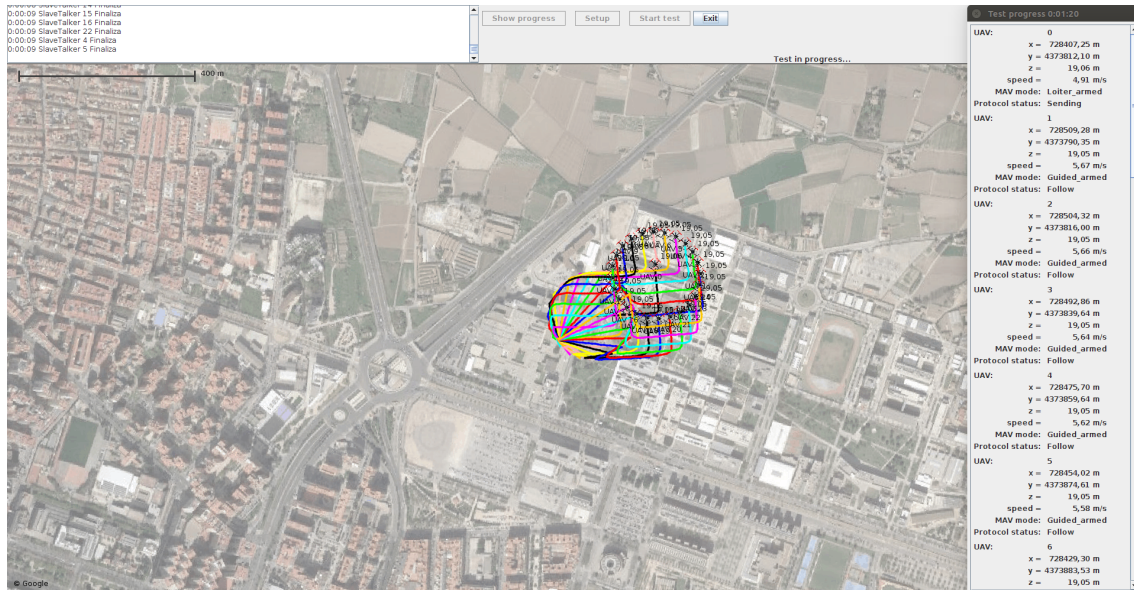 0:00:09 SlaveTalker 15 Finaliza
0:00:09 SlaveTalker 16 Finaliza
0:00:09 SlaveTalker 22 Finaliza
0:00:09 SlaveTalker 4 Finaliza
0:00:09 SlaveTalker 5 Finaliza
Show progress
Setup
Start test
Exit
Test in progress...
400 m
© Google
Test progress 0:01:20
UAV: 0
x = 728407,25 m
y = 4373812,10 m
z = 19,06 m
speed = 4,91 m/s
MAV mode: Loiter_armed
Protocol status: Sending
UAV: 1
x = 728509,28 m
y = 4373790,35 m
z = 19,05 m
speed = 5,67 m/s
MAV mode: Guided_armed
Protocol status: Follow
UAV: 2
x = 728504,32 m
y = 4373816,00 m
z = 19,05 m
speed = 5,66 m/s
MAV mode: Guided_armed
Protocol status: Follow
UAV: 3
x = 728492,86 m
y = 4373839,64 m
z = 19,05 m
speed = 5,64 m/s
MAV mode: Guided_armed
Protocol status: Follow
UAV: 4
x = 728475,70 m
y = 4373859,64 m
z = 19,05 m
speed = 5,62 m/s
MAV mode: Guided_armed
Protocol status: Follow
UAV: 5
x = 728454,02 m
y = 4373874,61 m
z = 19,05 m
speed = 5,58 m/s
MAV mode: Guided_armed
Protocol status: Follow
UAV: 6
x = 728429,30 m
y = 4373883,53 m
z = 19,05 m